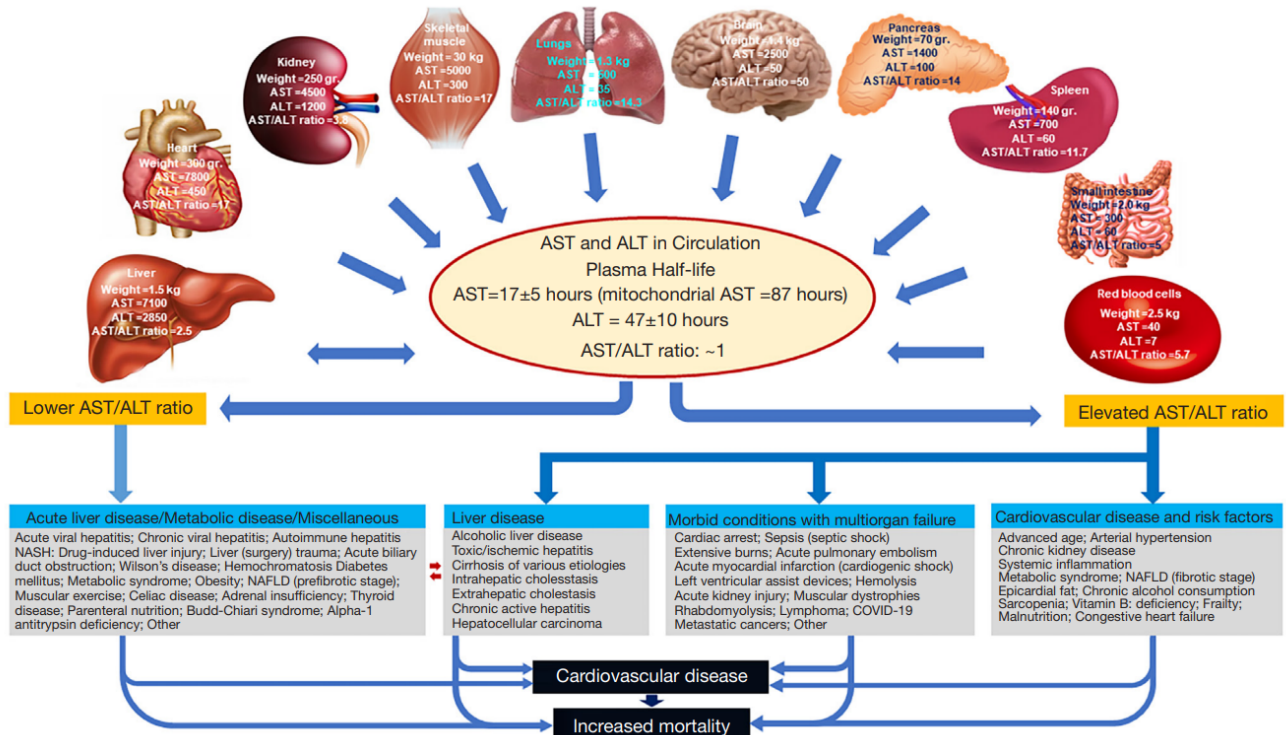 Kidney
Weight =250 gr.
AST =4500
ALT =1200
AST/ALT ratio =3.8
Skeletal
muscle
Weight = 30 kg
AST =5000
ALT =300
AST/ALT ratio =17
Lungs
Weight =1.3 kg
AST = 500
ALT = 35
AST/ALT ratio =14.3
Brain
Weight =1.4 kg
AST =2500
ALT =50
AST/ALT ratio =50
Pancreas
Weight =70 gr.
AST =1400
ALT =100
AST/ALT ratio =14
Spleen
Weight =140 gr.
AST =700
ALT =60
AST/ALT ratio =11.7
Heart
Weight =300 gr.
AST =7800
ALT =450
AST/ALT ratio =17
Small intestine
Weight =2.0 kg
AST = 300
ALT = 60
AST/ALT ratio =5
Liver
Weight =1.5 kg
AST =7100
ALT =2850
AST/ALT ratio =2.5
AST and ALT in Circulation
Plasma Half-life
AST=17±5 hours (mitochondrial AST =87 hours)
ALT = 47±10 hours
AST/ALT ratio: ~1
Red blood cells
Weight =2.5 kg
AST =40
ALT =7
AST/ALT ratio =5.7
Lower AST/ALT ratio
Elevated AST/ALT ratio
Acute liver disease/Metabolic disease/Miscellaneous
Acute viral hepatitis; Chronic viral hepatitis; Autoimmune hepatitis
NASH: Drug-induced liver injury; Liver (surgery) trauma; Acute biliary
duct obstruction; Wilson's disease; Hemochromatosis Diabetes
mellitus; Metabolic syndrome; Obesity; NAFLD (prefibrotic stage);
Muscular exercise; Celiac disease; Adrenal insufficiency; Thyroid
disease; Parenteral nutrition; Budd-Chiari syndrome; Alpha-1
antitrypsin deficiency; Other
Liver disease
Alcoholic liver disease
Toxic/ischemic hepatitis
Cirrhosis of various etiologies
Intrahepatic cholesstasis
Extrahepatic cholestasis
Chronic active hepatitis
Hepatocellular carcinoma
Morbid conditions with multiorgan failure
Cardiac arrest; Sepsis (septic shock)
Extensive burns; Acute pulmonary embolism
Acute myocardial infarction (cardiogenic shock)
Left ventricular assist devices; Hemolysis
Acute kidney injury; Muscular dystrophies
Rhabdomyolysis; Lymphoma; COVID-19
Metastatic cancers; Other
Cardiovascular disease and risk factors
Advanced age; Arterial hypertension
Chronic kidney disease
Systemic inflammation
Metabolic syndrome; NAFLD (fibrotic stage)
Epicardial fat; Chronic alcohol consumption
Sarcopenia; Vitamin B: deficiency; Frailty;
Malnutrition; Congestive heart failure
Cardiovascular disease
Increased mortality